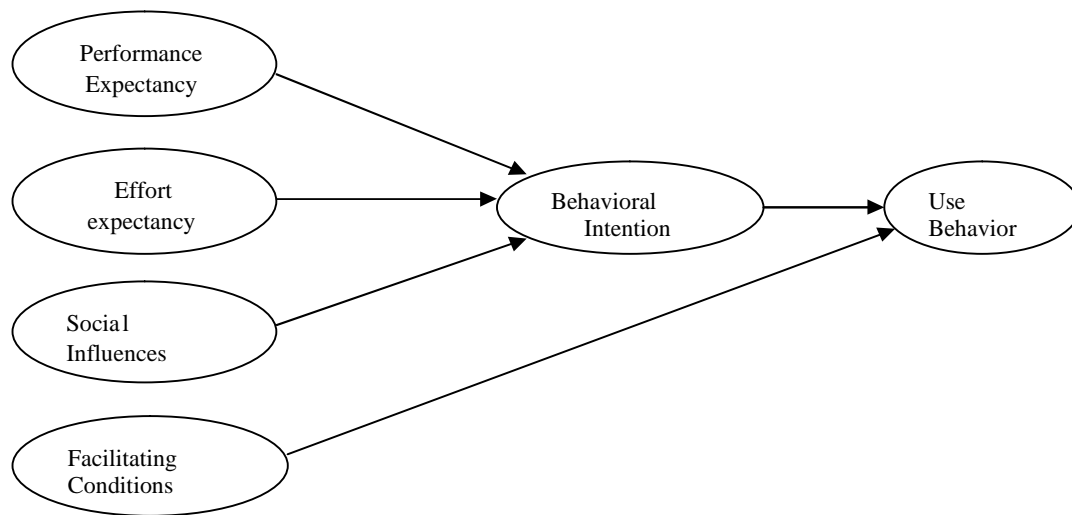 Performance
Expectancy
Effort
expectancy
Behavioral
Intention
Use
Behavior
Social
Influences
Facilitating
Conditions